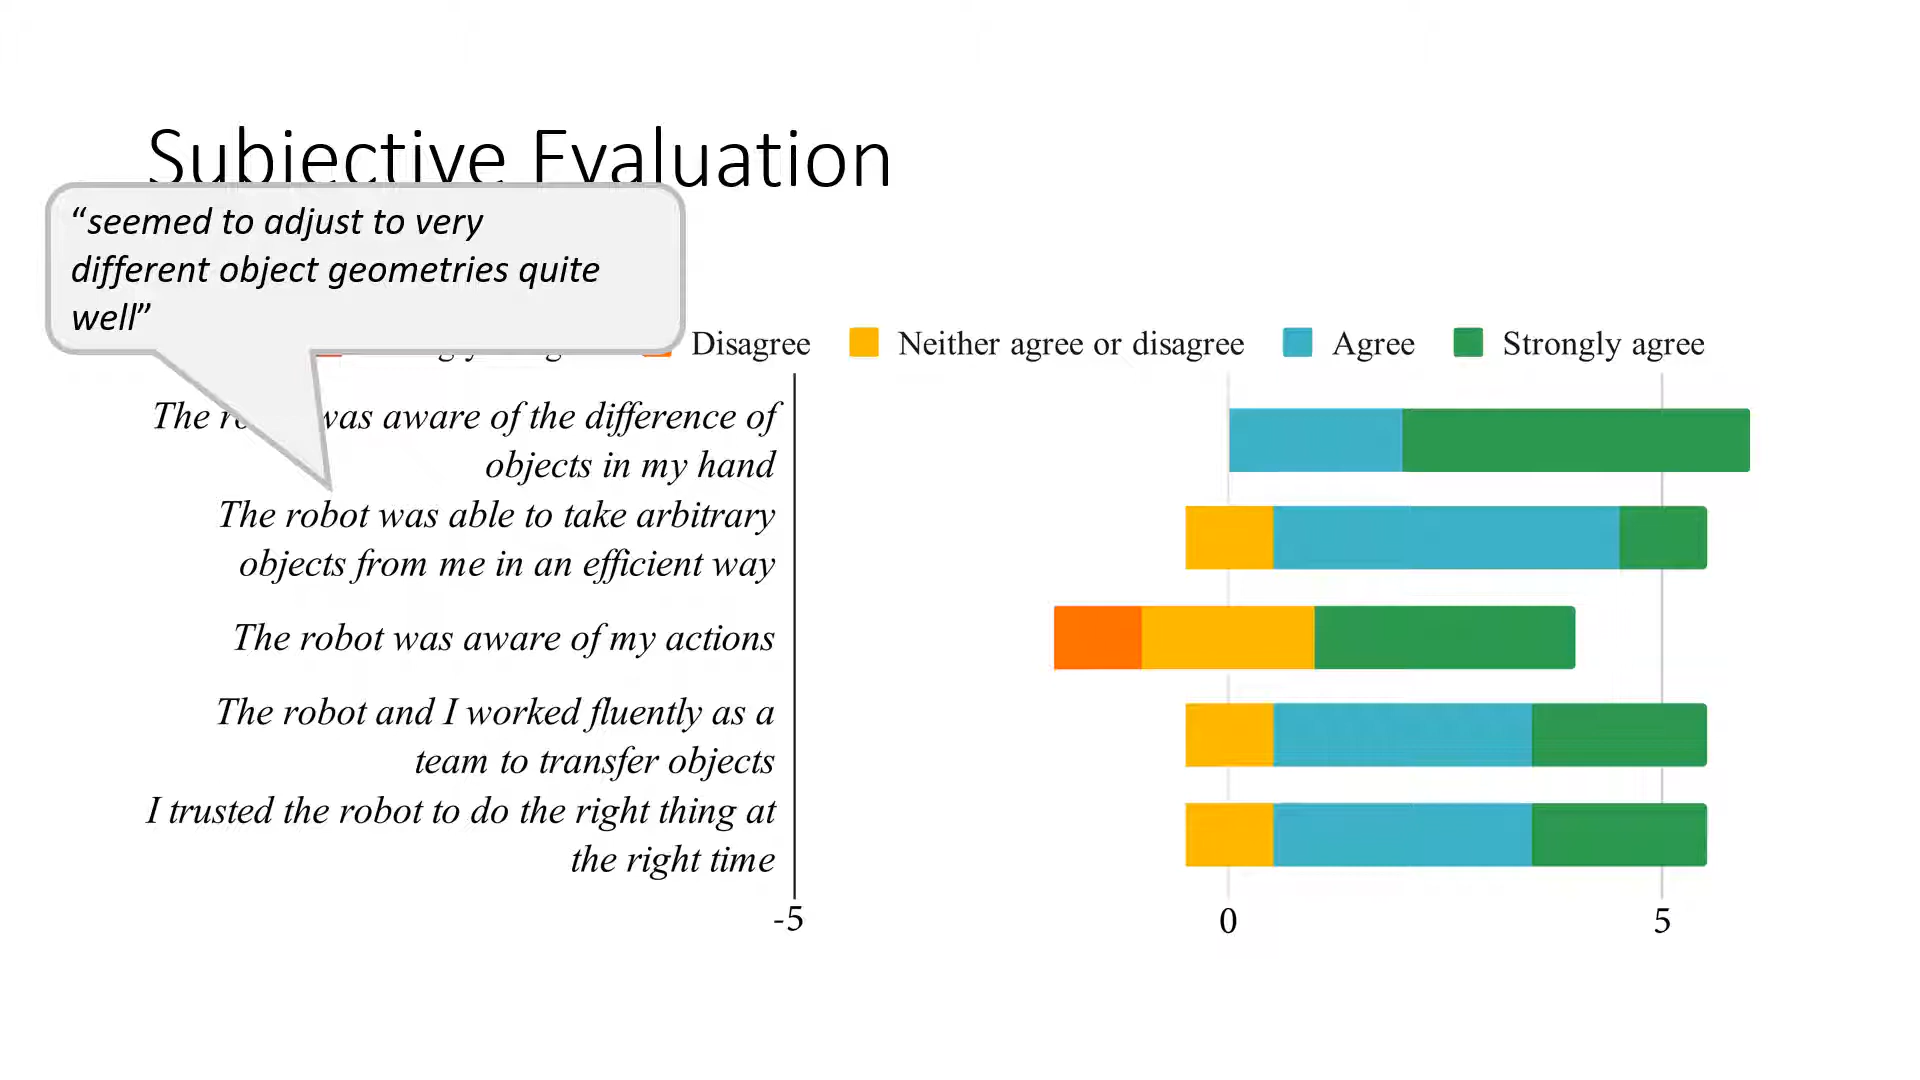 Subjective Evaluation
“seemed to adjust to very
different object geometries quite
well”
Disagree Neither agree or disagree Agree Strongly agree
The was aware of the difference of
objects in my hand
The robot was able to take arbitrary
objects from me in an efficient way
The robot was aware of my actions
The robot and I worked fluently as a
team to transfer objects
I trusted the robot to do the right thing at
the right time
-5 0 5